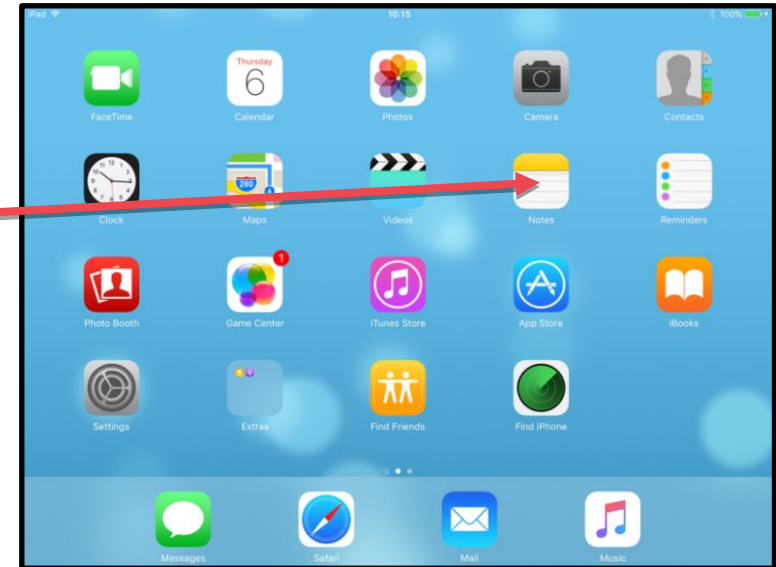 iPad 10:15 100%
Thursday
6
FaceTime Calendar Photos Camera Contacts
12
280
Clock Maps Videos Notes Reminders
1
Photo Booth Game Center iTunes Store App Store iBooks
Settings Extras Find Friends Find iPhone
Messages Safari Mail Music